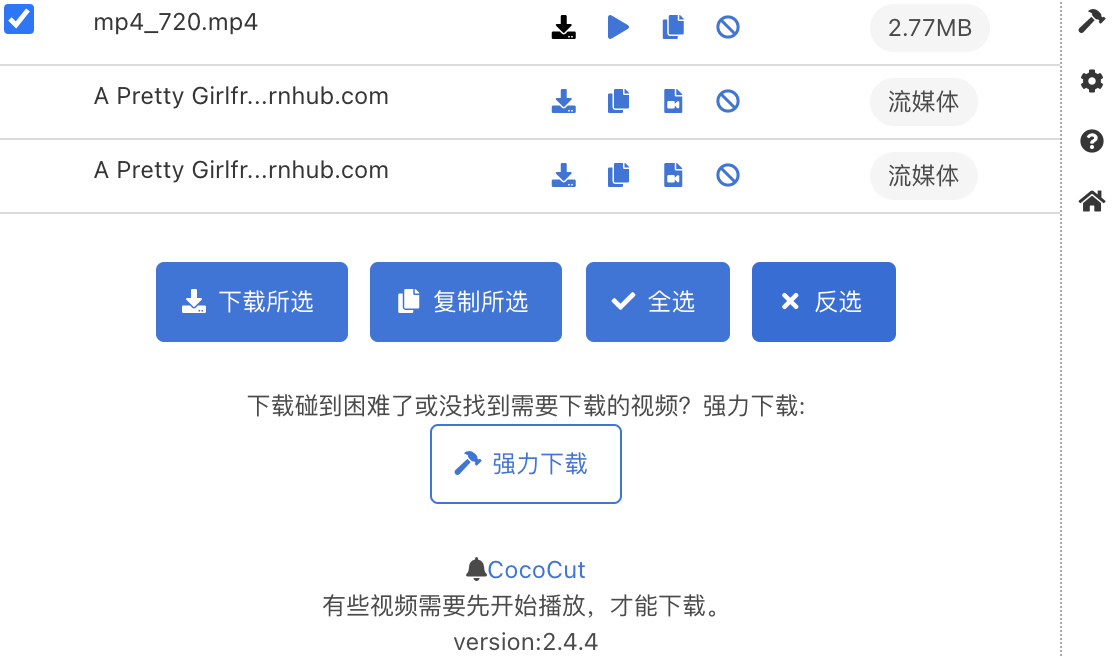 mp4_720.mp4 2.77MB
A Pretty Girlfr...rnhub.com 流媒体
A Pretty Girlfr...rnhub.com 流媒体
下载所选 复制所选 全选 反选
下载碰到困难了或没找到需要下载的视频？强力下载:
强力下载
CocoCut
有些视频需要先开始播放，才能下载。
version:2.4.4